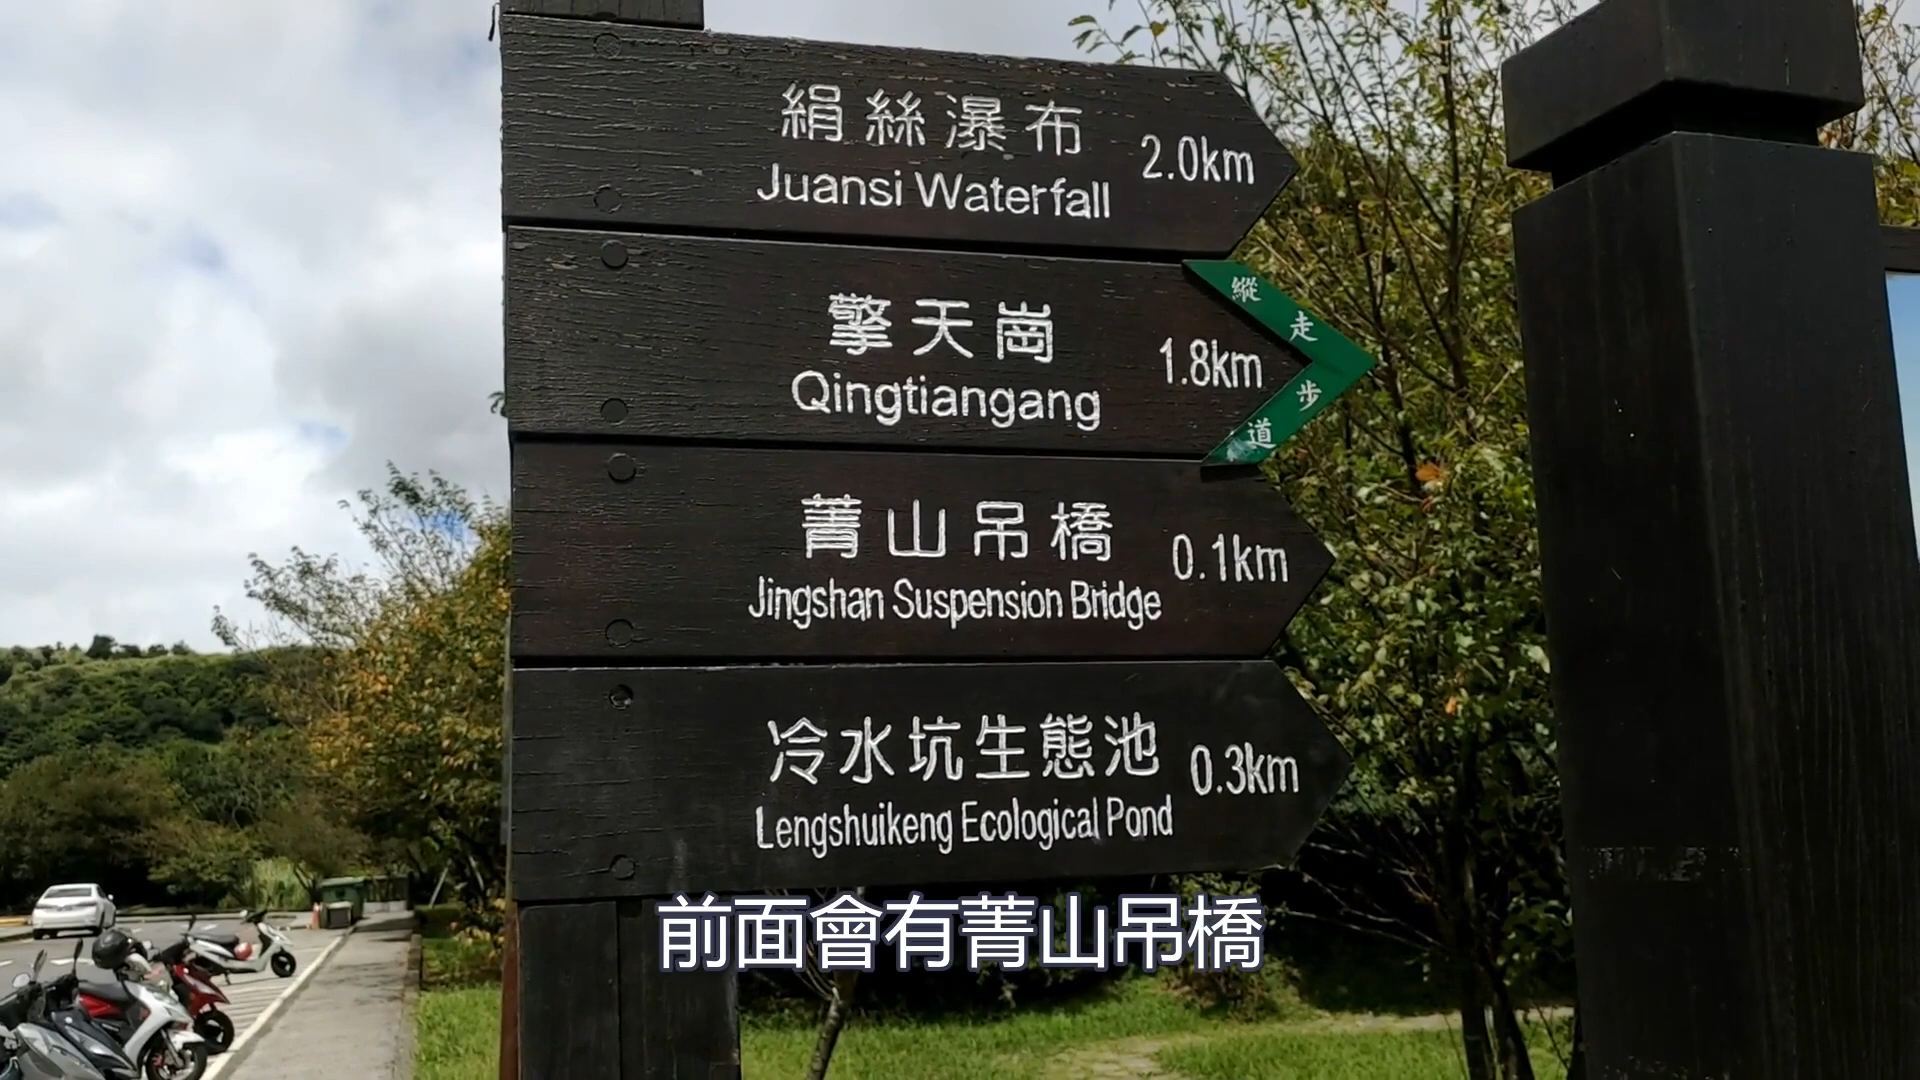 絹絲瀑布
Juansi Waterfall
2.0km
擎天崗
Qingtiangang
1.8km
縱走步道
菁山吊橋
Jingshan Suspension Bridge
0.1km
冷水坑生態池
Lengshuikeng Ecological Pond
0.3km
前面會有菁山吊橋